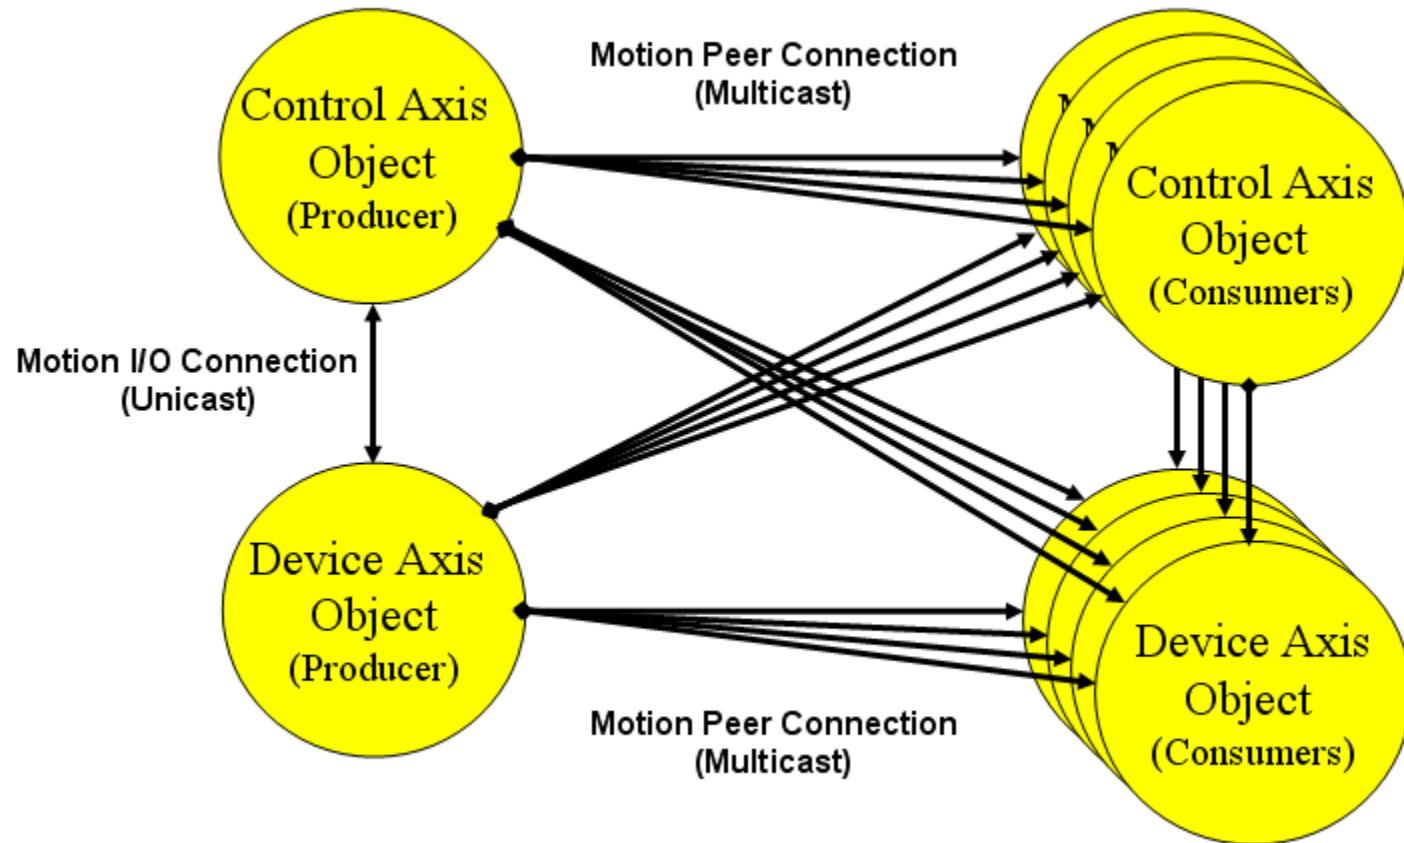 Motion Peer Connection
(Multicast)
Control Axis
Object
(Producer)
Control Axis
Object
(Consumers)
Motion I/O Connection
(Unicast)
Device Axis
Object
(Producer)
Device Axis
Object
(Consumers)
Motion Peer Connection
(Multicast)